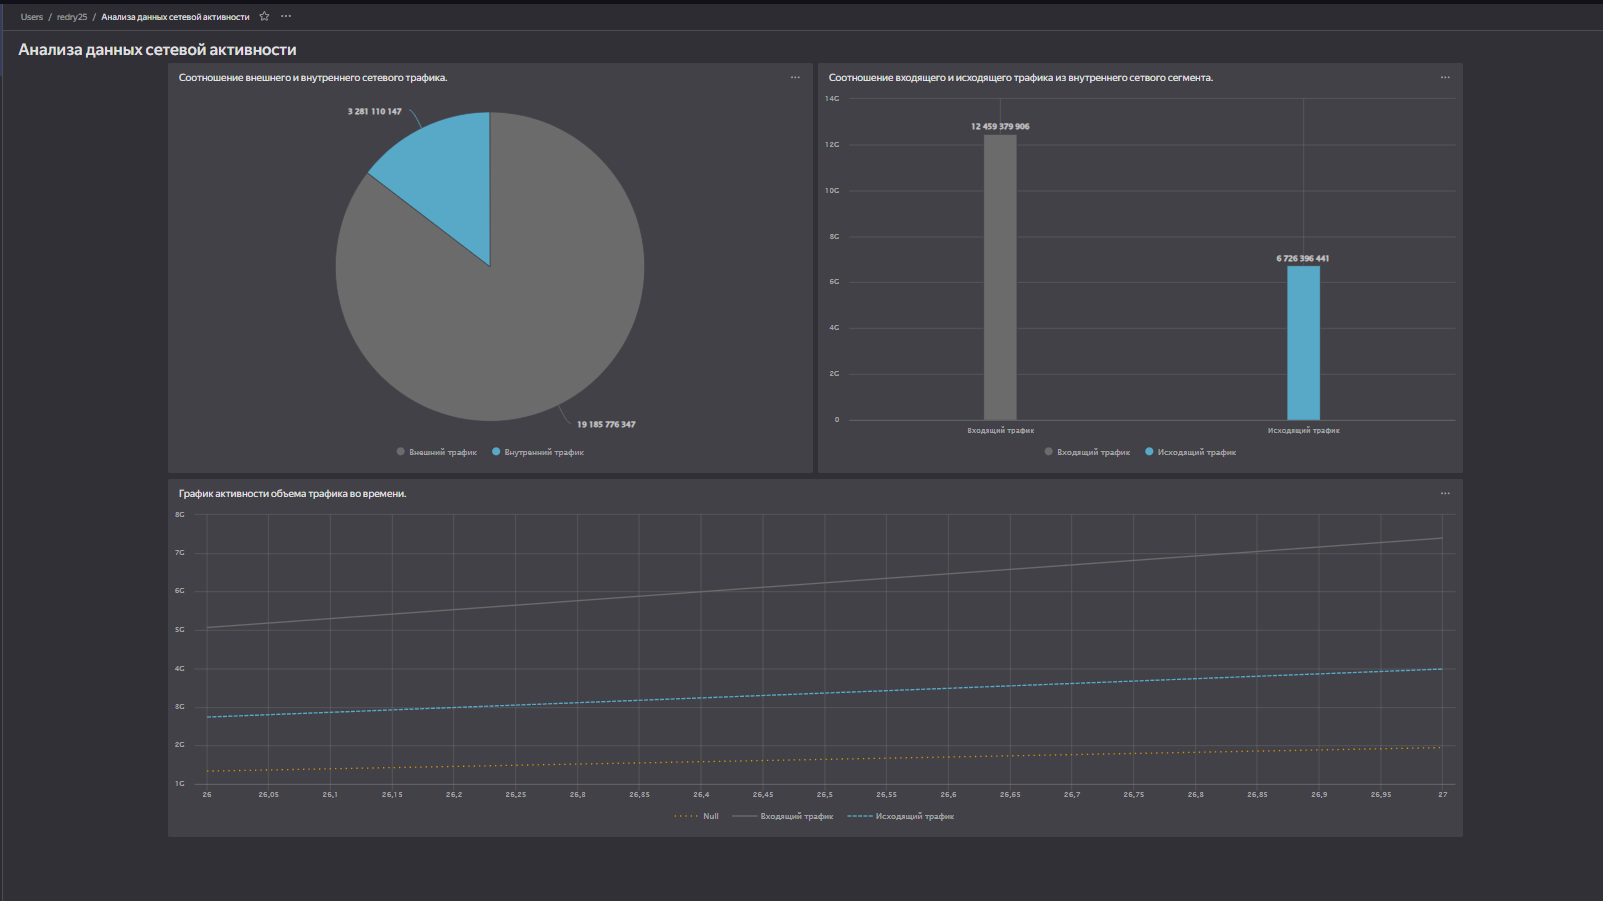 Users / redry25 / Анализа данных сетевой активности
Анализа данных сетевой активности
Соотношение внешнего и внутреннего сетевого трафика.
3 281 110 147
19 185 776 347
Внешний трафик Внутренний трафик
Соотношение входящего и исходящего трафика из внутреннего сетвого сегмента.
14G
12 459 379 906
12G
10G
8G
6 726 396 441
6G
4G
2G
0
Входящий трафик Исходящий трафик
Входящий трафик Исходящий трафик
График активности объема трафика во времени.
8G
7G
6G
5G
4G
3G
2G
1G
26 26,05 26,1 26,15 26,2 26,25 26,3 26,35 26,4 26,45 26,5 26,55 26,6 26,65 26,7 26,75 26,8 26,85 26,9 26,95 27
Null Входящий трафик Исходящий трафик